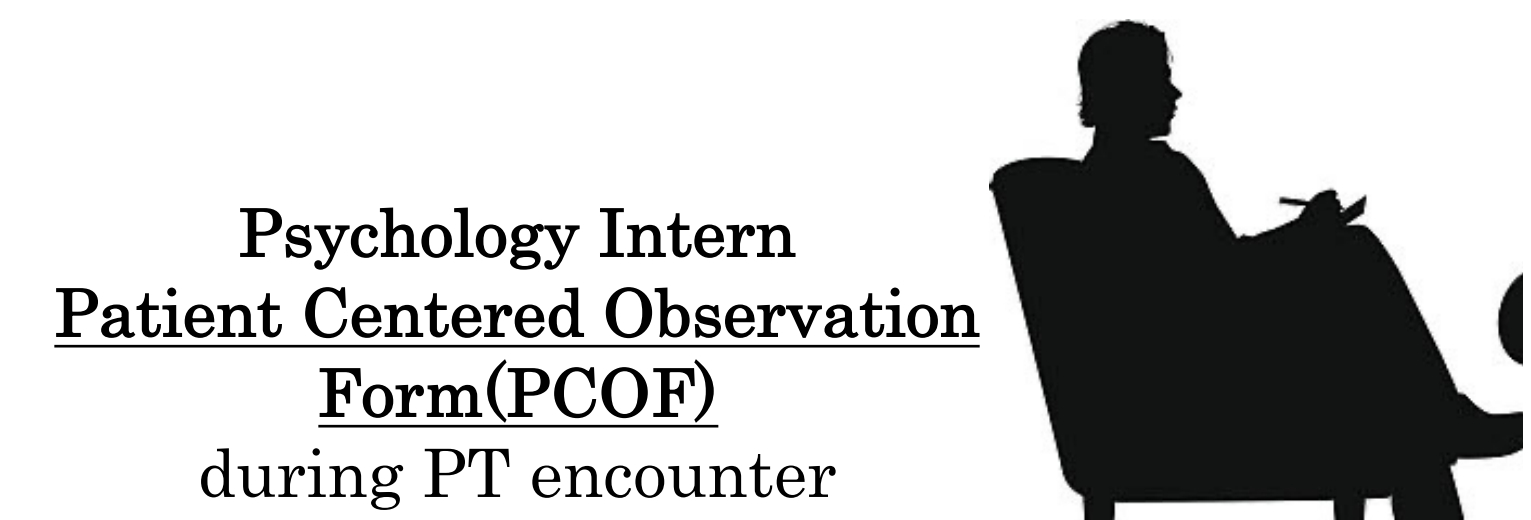 Psychology Intern
Patient Centered Observation
Form(PCOF)
during PT encounter